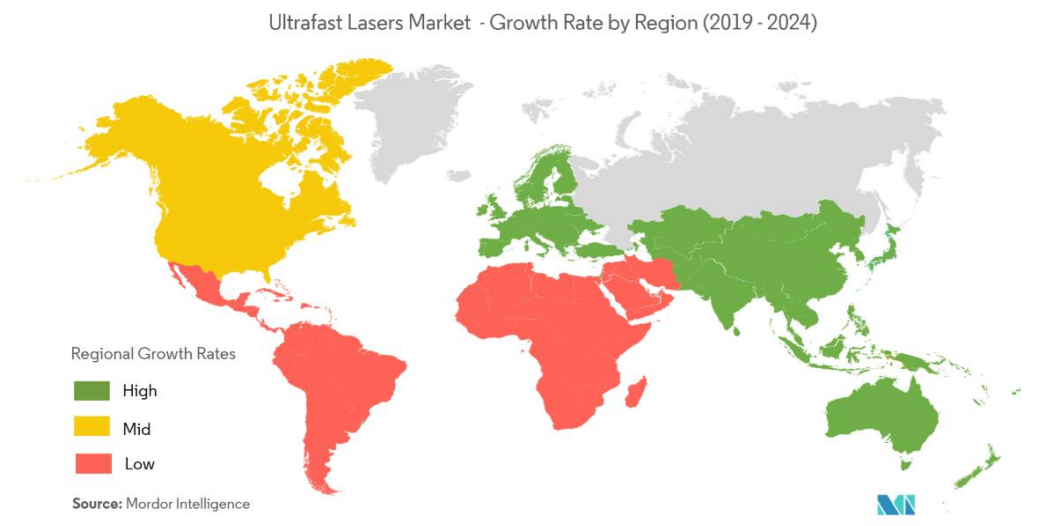 Ultrafast Lasers Market - Growth Rate by Region (2019 - 2024)
Regional Growth Rates
High
Mid
Low
Source: Mordor Intelligence